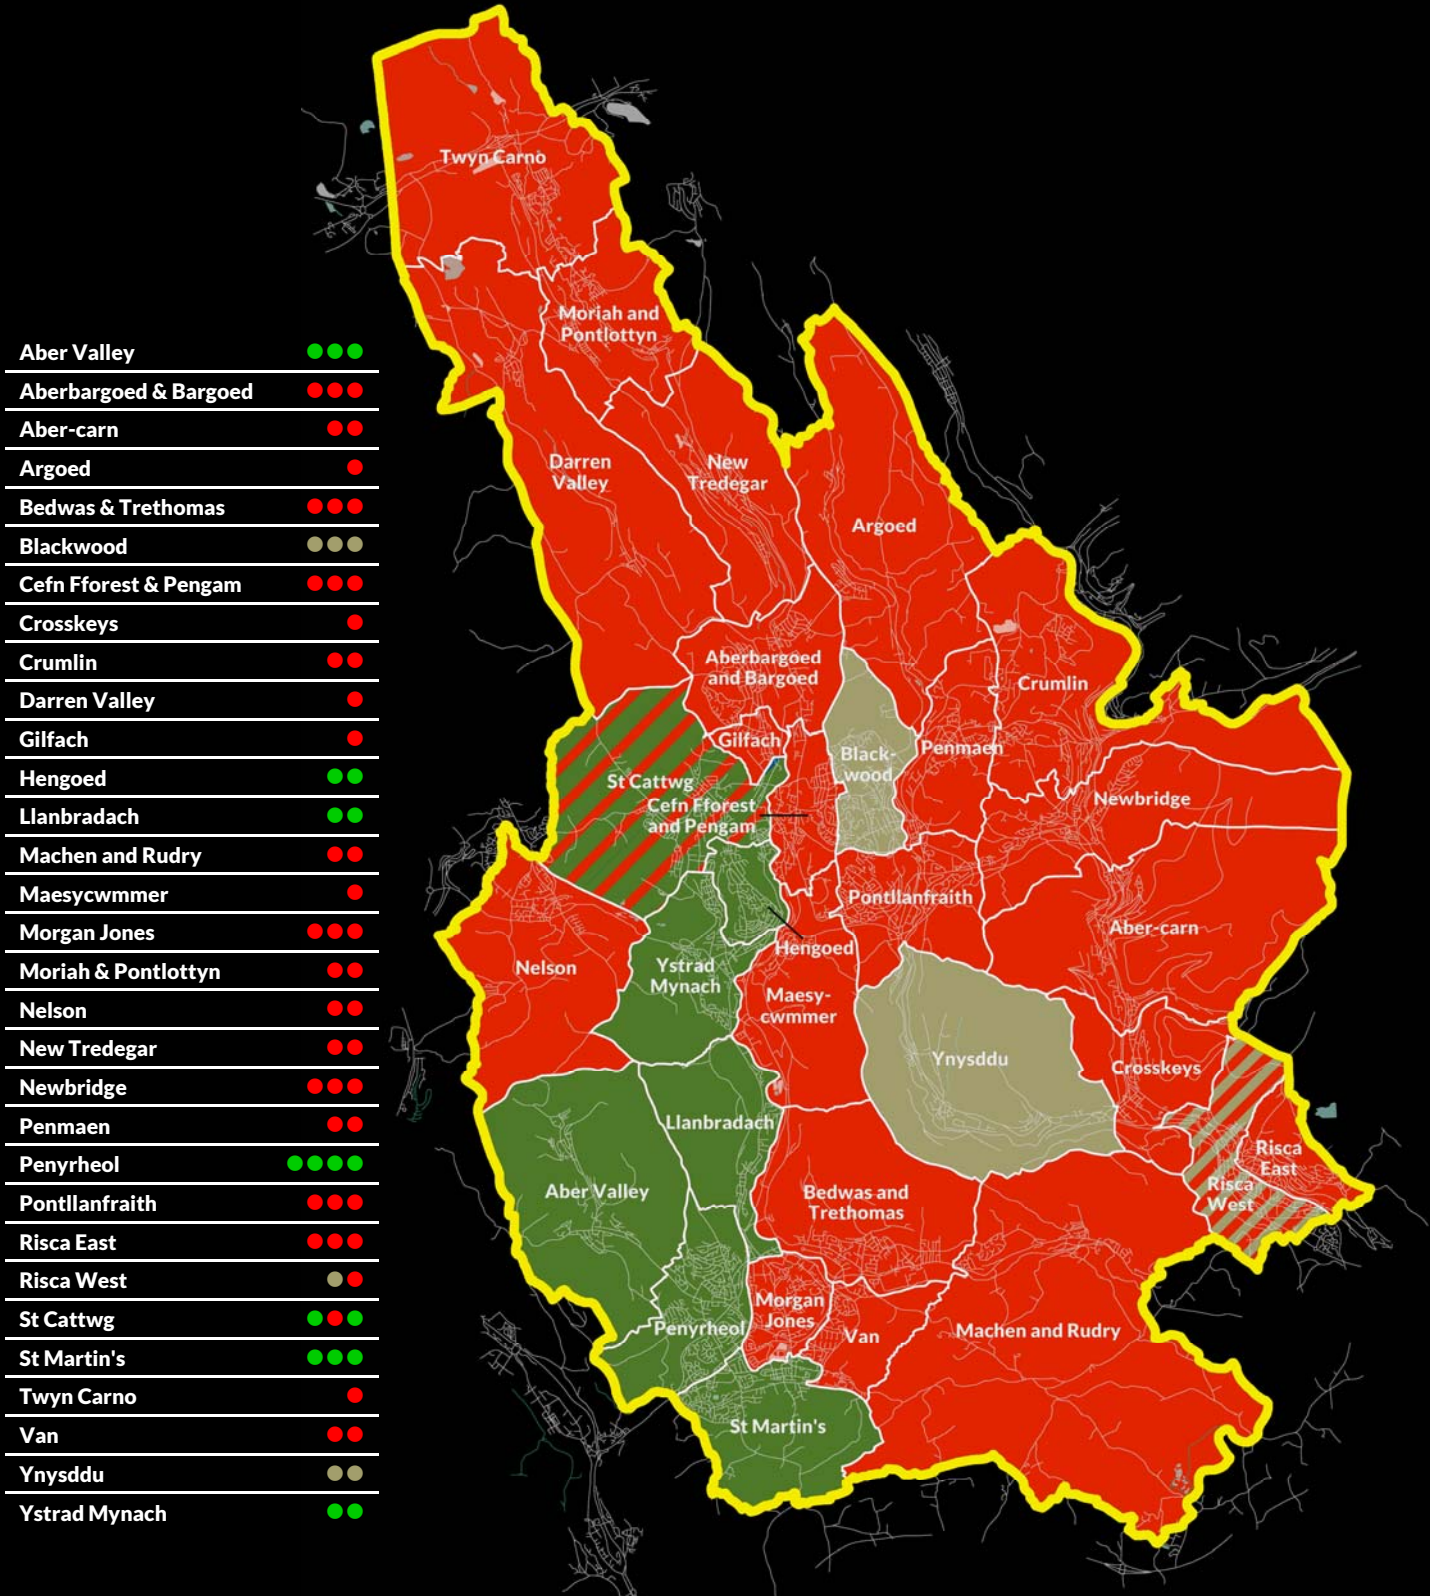 Aber Valley
Aberbargoed & Bargoed
Aber-carn
Argoed
Bedwas & Trethomas
Blackwood
Cefn Fforest & Pengam
Crosskeys
Crumlin
Darren Valley
Gilfach
Hengoed
Llanbradach
Machen and Rudry
Maesycwmmer
Morgan Jones
Moriah & Pontlottyn
Nelson
New Tredegar
Newbridge
Penmaen
Penyrheol
Pontllanfraith
Risca East
Risca West
St Cattwg
St Martin's
Twyn Carno
Van
Ynysddu
Ystrad Mynach
Twyn Carno
Moriah and
Pontlottyn
Darren
Valley
New
Tredegar
Argoed
Aberbargoed
and Bargoed
Crumlin
Gilfach
Black-
wood
Penmaen
St Cattwg
Cefn Fforest
and Pengam
Newbridge
Pontllanfraith
Aber-carn
Hengoed
Nelson
Ystrad
Mynach
Maesy-
cwmmer
Ynysddu
Crosskeys
Llanbradach
Risca
East
Risca
West
Aber Valley
Bedwas and
Trethomas
Morgan
Jones
Penyrheol
Van
Machen and Rudry
St Martin's